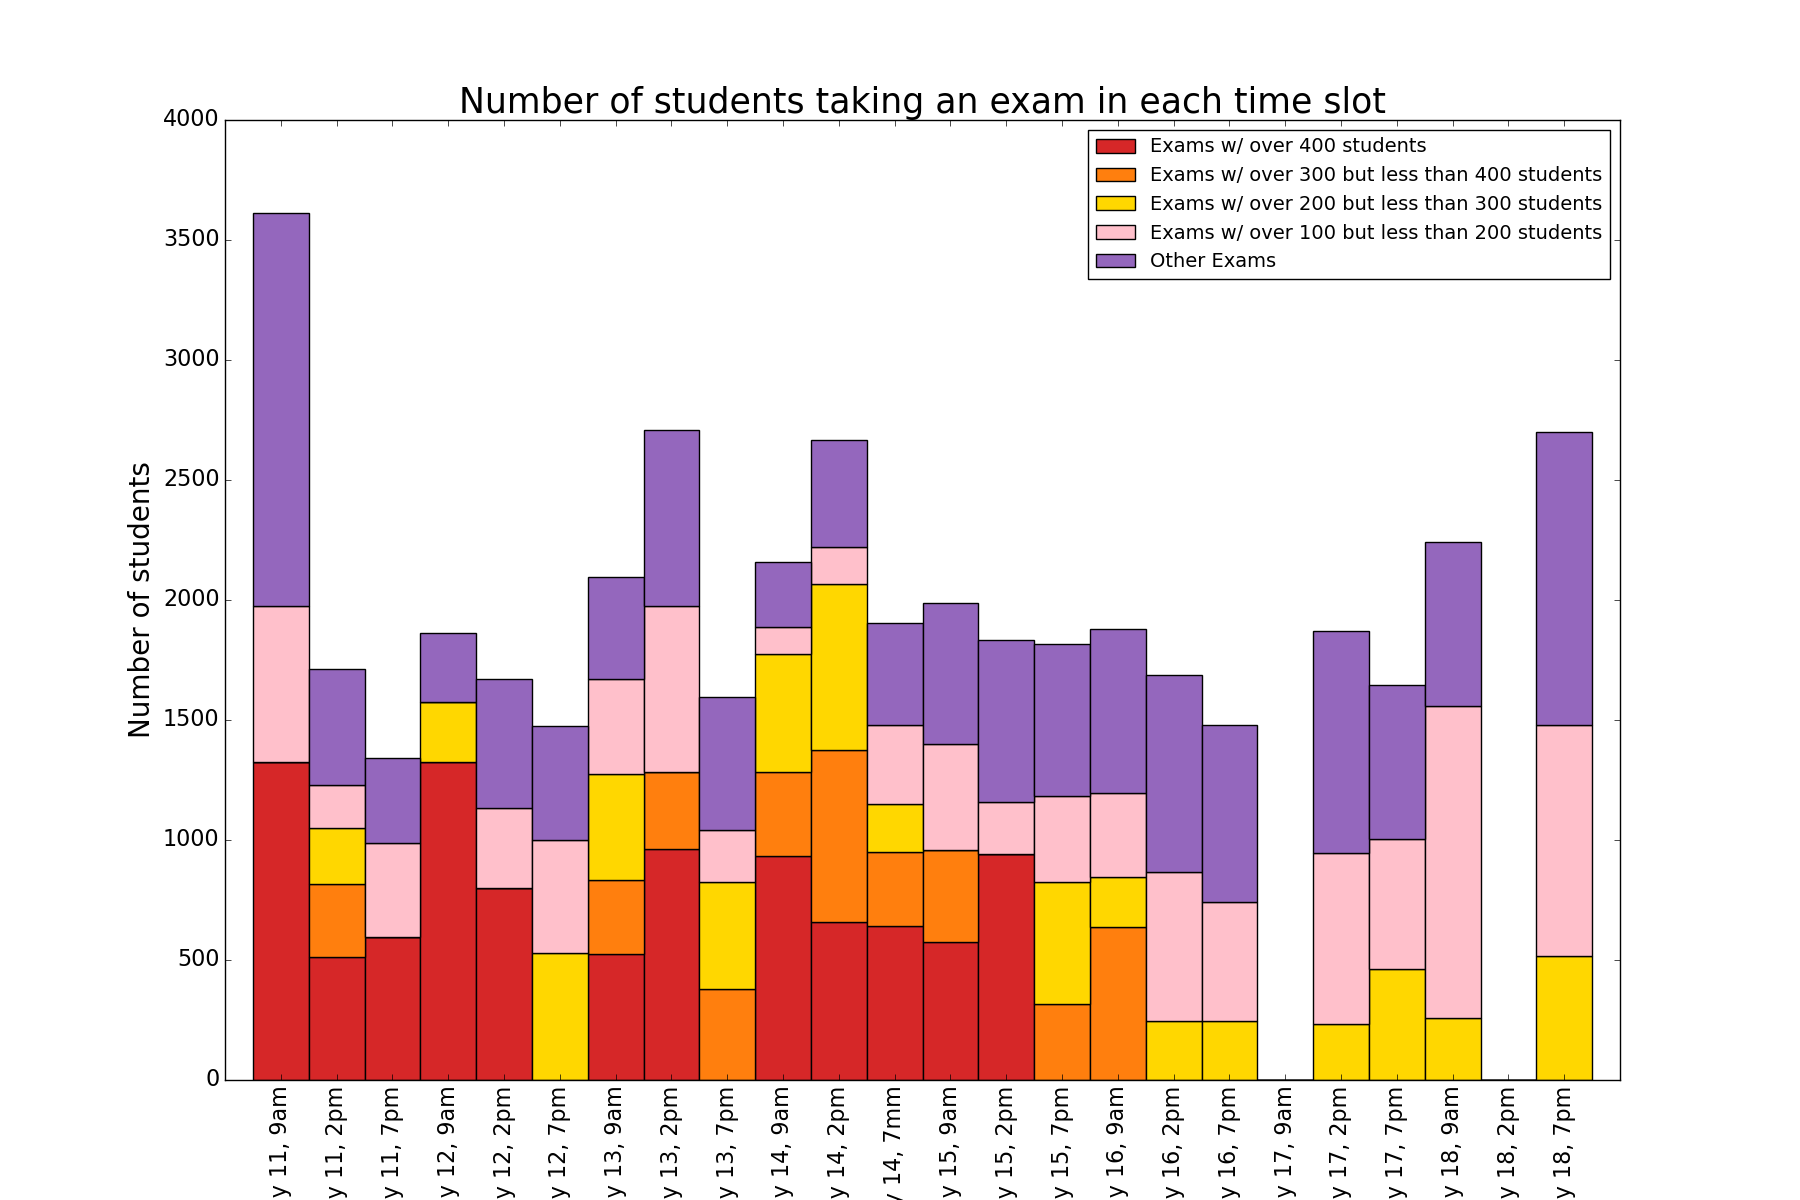 Number of students taking an exam in each time slot
Exams w/ over 400 students
Exams w/ over 300 but less than 400 students
Exams w/ over 200 but less than 300 students
Exams w/ over 100 but less than 200 students
Other Exams
Number of students
4000
3500
3000
2500
2000
1500
1000
500
0
y 11, 9am
y 11, 2pm
y 11, 7pm
y 12, 9am
y 12, 2pm
y 12, 7pm
y 13, 9am
y 13, 2pm
y 13, 7pm
y 14, 9am
y 14, 2pm
y 14, 7mm
y 15, 9am
y 15, 2pm
y 15, 7pm
y 16, 9am
y 16, 2pm
y 16, 7pm
y 17, 9am
y 17, 2pm
y 17, 7pm
y 18, 9am
y 18, 2pm
y 18, 7pm